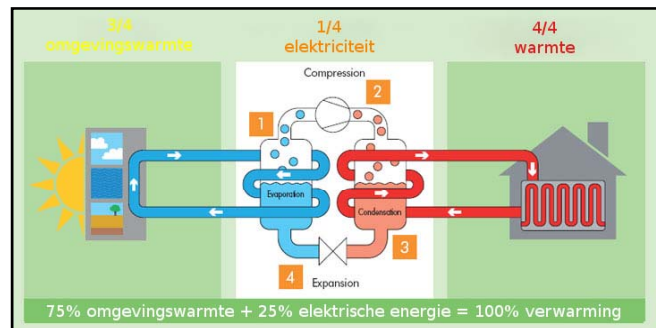 3/4
omgevingswarmte
1/4
elektriciteit
4/4
warmte
Compression
1
2
Evaporation
Condensation
3
4
Expansion
75% omgevingswarmte + 25% elektrische energie = 100% verwarming